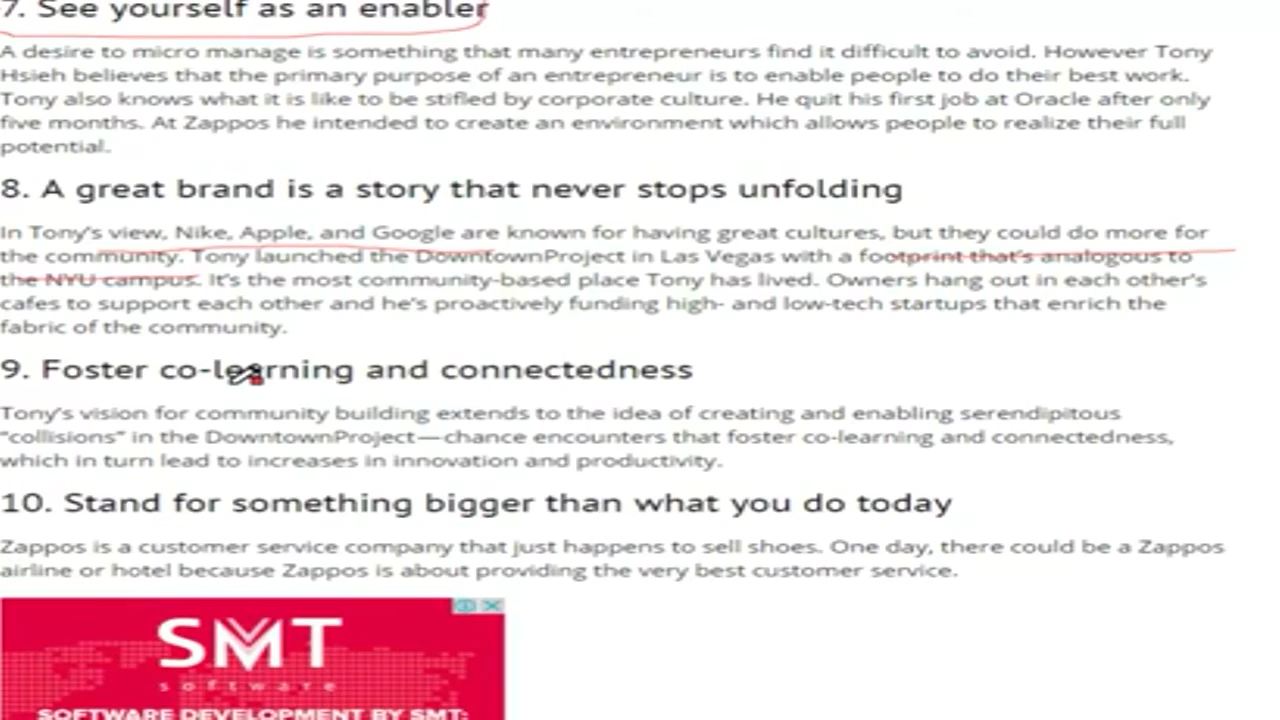 7. See yourself as an enabler
A desire to micro manage is something that many entrepreneurs find it difficult to avoid. However Tony
Hsieh believes that the primary purpose of an entrepreneur is to enable people to do their best work.
Tony also knows what it is like to be stifled by corporate culture. He quit his first job at Oracle after only
five months. At Zappos he intended to create an environment which allows people to realize their full
potential.
8. A great brand is a story that never stops unfolding
In Tony's view, Nike, Apple, and Google are known for having great cultures, but they could do more for
the community. Tony launched the DowntownProject in Las Vegas with a footprint that's analogous to
the NYU campus. It's the most community-based place Tony has lived. Owners hang out in each other's
cafes to support each other and he's proactively funding high- and low-tech startups that enrich the
fabric of the community.
9. Foster co-learning and connectedness
Tony's vision for community building extends to the idea of creating and enabling serendipitous
"collisions" in the DowntownProject—chance encounters that foster co-learning and connectedness,
which in turn lead to increases in innovation and productivity.
10. Stand for something bigger than what you do today
Zappos is a customer service company that just happens to sell shoes. One day, there could be a Zappos
airline or hotel because Zappos is about providing the very best customer service.
SMT
software
SOFTWARE DEVELOPMENT BY SMT: